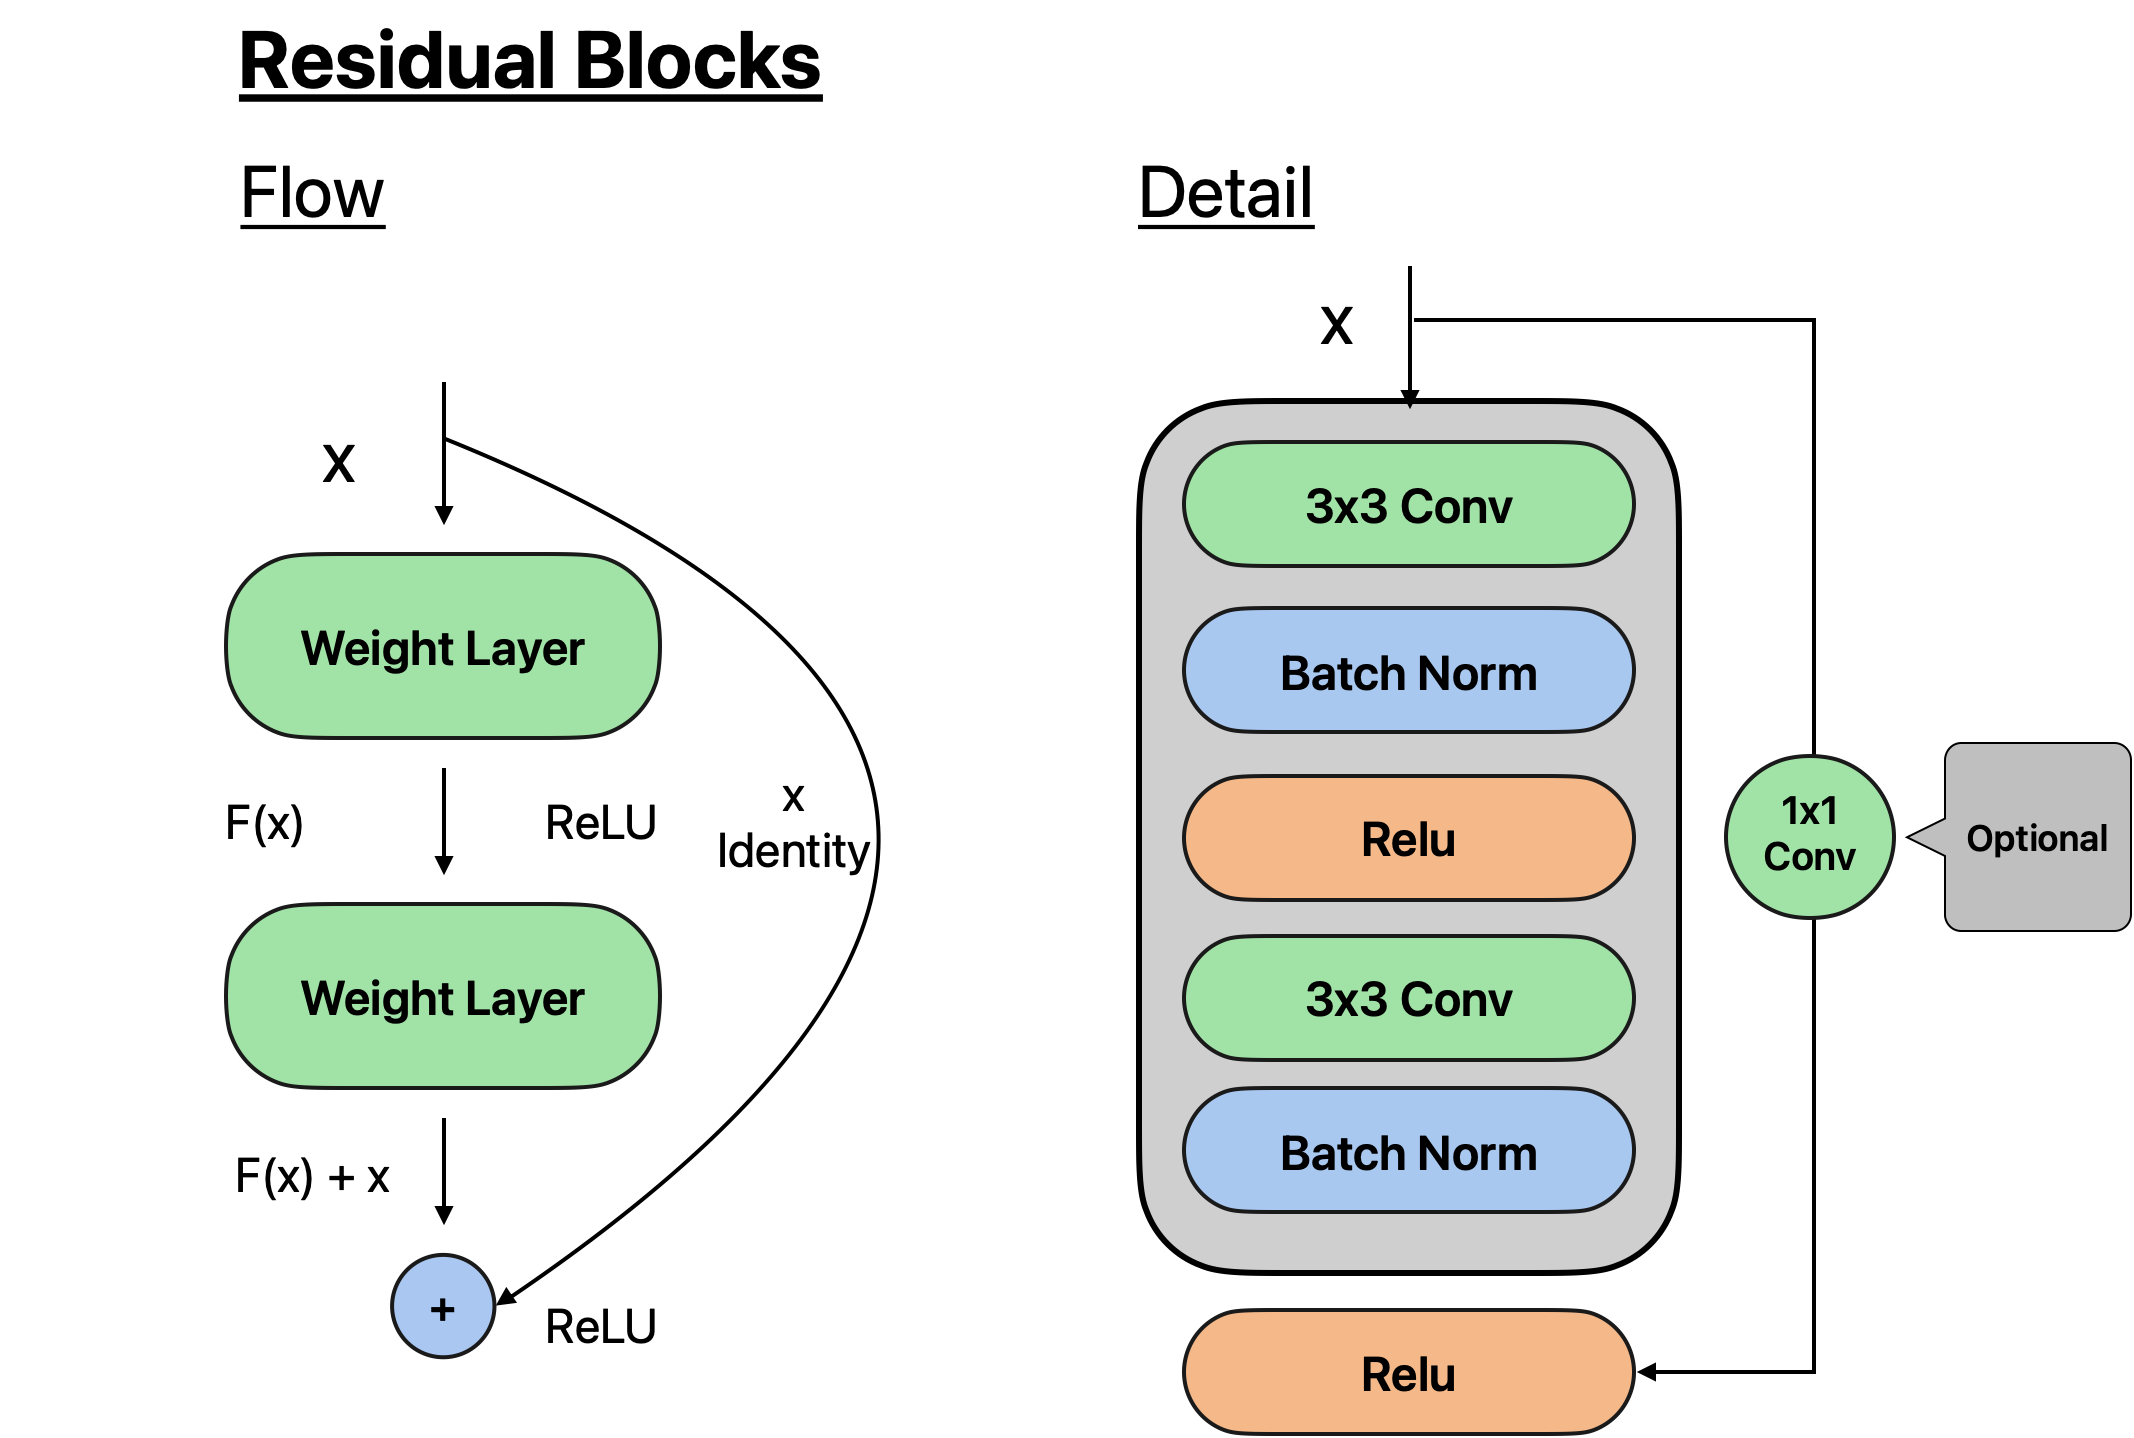 Residual Blocks
Flow
X
Weight Layer
F(x)
ReLU
x
Identity
Weight Layer
F(x) + x
+
ReLU
Detail
X
3x3 Conv
Batch Norm
Relu
3x3 Conv
Batch Norm
Relu
1x1
Conv
Optional